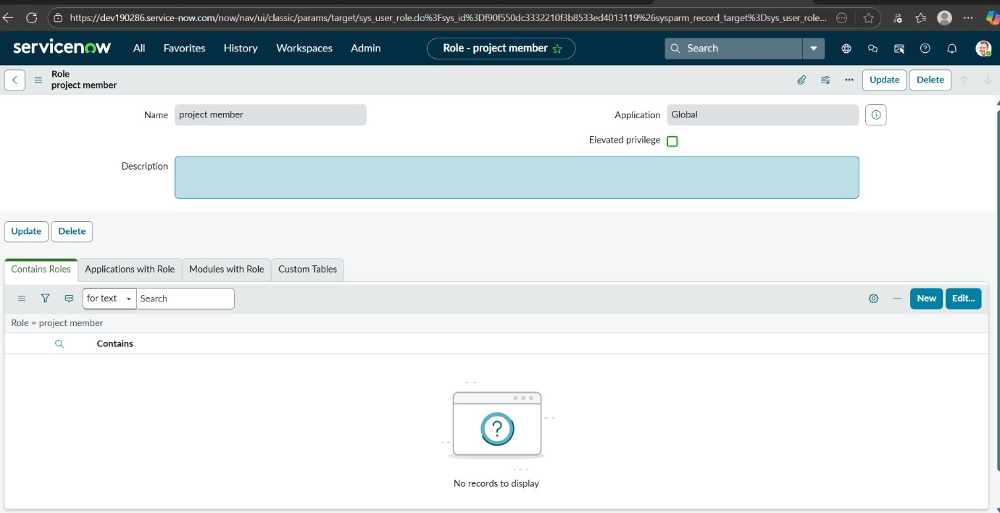 https://dev190286.service-now.com/now/nav/ui/classic/params/target/sys_user_role.do%3Fsys_id%3Df90f550dc3332210f3b8533ed4013119%26sysparm_record_target%3Dsys_user_role...
servicenow All Favorites History Workspaces Admin Role - project member Search
Role
project member
Update Delete
Name project member Application Global
Elevated privilege
Description
Update Delete
Contains Roles Applications with Role Modules with Role Custom Tables
for text Search New Edit...
Role = project member
Contains
?
No records to display